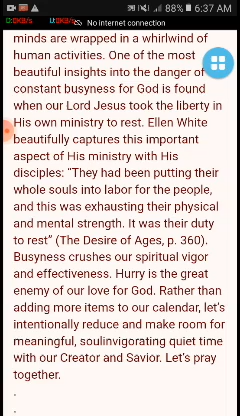 0:0KB/s U:0KB/s 88% 6:37 AM
No internet connection
minds are wrapped in a whirlwind of
human activities. One of the most
beautiful insights into the danger of
constant busyness for God is found
when our Lord Jesus took the liberty in
His own ministry to rest. Ellen White
beautifully captures this important
aspect of His ministry with His
disciples: “They had been putting their
whole souls into labor for the people,
and this was exhausting their physical
and mental strength. It was their duty
to rest” (The Desire of Ages, p. 360).
Busyness crushes our spiritual vigor
and effectiveness. Hurry is the great
enemy of our love for God. Rather than
adding more items to our calendar, let's
intentionally reduce and make room for
meaningful, soulinvigorating quiet time
with our Creator and Savior. Let's pray
together.
.
.